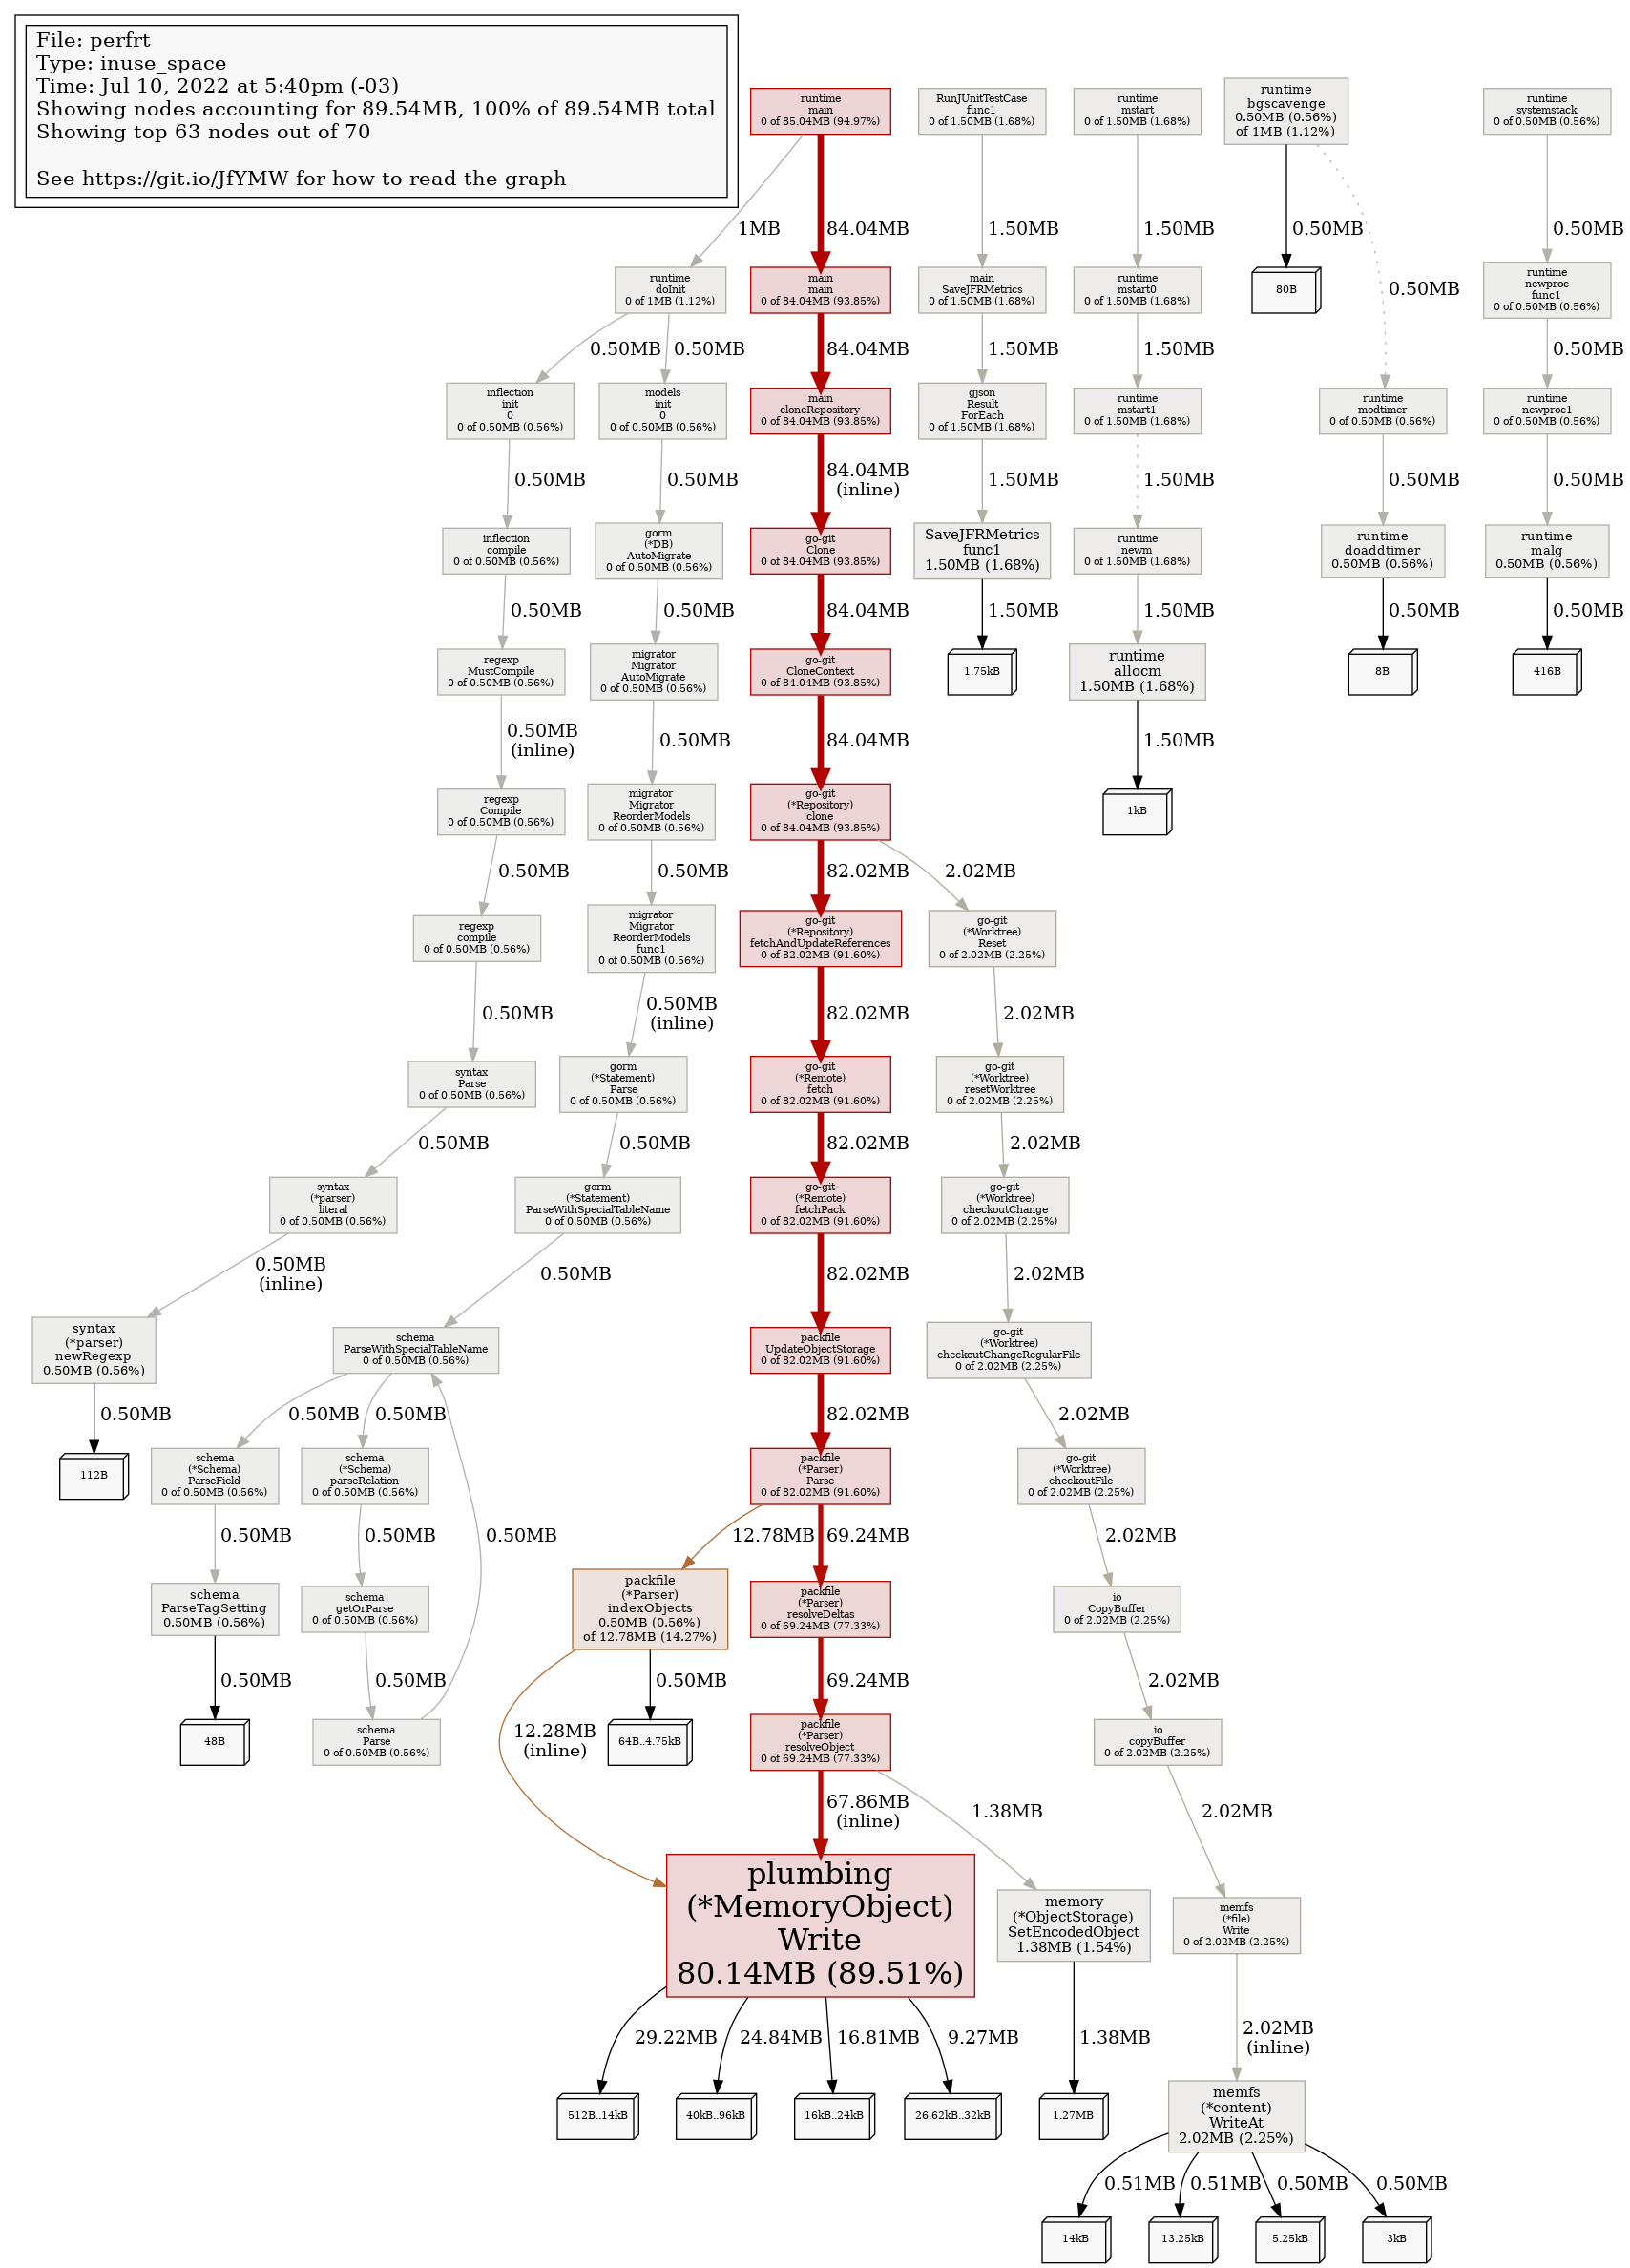 File: perfrt
Type: inuse_space
Time: Jul 10, 2022 at 5:40pm (-03)
Showing nodes accounting for 89.54MB, 100% of 89.54MB total
Showing top 63 nodes out of 70
See https://git.io/JfYMW for how to read the graph
runtime
main
0 of 85.04MB (94.97%)
RunJUnitTestCase
func1
0 of 1.50MB (1.68%)
runtime
mstart
0 of 1.50MB (1.68%)
runtime
bgscavenge
0.50MB (0.56%)
of 1MB (1.12%)
runtime
systemstack
0 of 0.50MB (0.56%)
1MB
84.04MB
1.50MB
1.50MB
0.50MB
0.50MB
0.50MB
runtime
doInit
0 of 1MB (1.12%)
main
main
0 of 84.04MB (93.85%)
main
SaveJFRMetrics
0 of 1.50MB (1.68%)
runtime
mstart0
0 of 1.50MB (1.68%)
80B
runtime
newproc
func1
0 of 0.50MB (0.56%)
0.50MB
0.50MB
84.04MB
1.50MB
1.50MB
0.50MB
inflection
init
0
0 of 0.50MB (0.56%)
models
init
0
0 of 0.50MB (0.56%)
main
cloneRepository
0 of 84.04MB (93.85%)
gjson
Result
ForEach
0 of 1.50MB (1.68%)
runtime
mstart1
0 of 1.50MB (1.68%)
runtime
modtimer
0 of 0.50MB (0.56%)
runtime
newproc1
0 of 0.50MB (0.56%)
0.50MB
0.50MB
84.04MB
(inline)
1.50MB
1.50MB
0.50MB
0.50MB
inflection
compile
0 of 0.50MB (0.56%)
gorm
(*DB)
AutoMigrate
0 of 0.50MB (0.56%)
go-git
Clone
0 of 84.04MB (93.85%)
SaveJFRMetrics
func1
1.50MB (1.68%)
runtime
newm
0 of 1.50MB (1.68%)
runtime
doaddtimer
0.50MB (0.56%)
runtime
malg
0.50MB (0.56%)
0.50MB
0.50MB
84.04MB
1.50MB
1.50MB
0.50MB
0.50MB
regexp
MustCompile
0 of 0.50MB (0.56%)
migrator
Migrator
AutoMigrate
0 of 0.50MB (0.56%)
go-git
CloneContext
0 of 84.04MB (93.85%)
1.75kB
runtime
allocm
1.50MB (1.68%)
8B
416B
0.50MB
(inline)
0.50MB
84.04MB
1.50MB
regexp
Compile
0 of 0.50MB (0.56%)
migrator
Migrator
ReorderModels
0 of 0.50MB (0.56%)
go-git
(*Repository)
clone
0 of 84.04MB (93.85%)
1kB
0.50MB
0.50MB
82.02MB
2.02MB
regexp
compile
0 of 0.50MB (0.56%)
migrator
Migrator
ReorderModels
func1
0 of 0.50MB (0.56%)
go-git
(*Repository)
fetchAndUpdateReferences
0 of 82.02MB (91.60%)
go-git
(*Worktree)
Reset
0 of 2.02MB (2.25%)
0.50MB
0.50MB
(inline)
82.02MB
2.02MB
syntax
Parse
0 of 0.50MB (0.56%)
gorm
(*Statement)
Parse
0 of 0.50MB (0.56%)
go-git
(*Remote)
fetch
0 of 82.02MB (91.60%)
go-git
(*Worktree)
resetWorktree
0 of 2.02MB (2.25%)
0.50MB
0.50MB
82.02MB
2.02MB
syntax
(*parser)
literal
0 of 0.50MB (0.56%)
gorm
(*Statement)
ParseWithSpecialTableName
0 of 0.50MB (0.56%)
go-git
(*Remote)
fetchPack
0 of 82.02MB (91.60%)
go-git
(*Worktree)
checkoutChange
0 of 2.02MB (2.25%)
0.50MB
(inline)
0.50MB
82.02MB
2.02MB
syntax
(*parser)
newRegexp
0.50MB (0.56%)
schema
ParseWithSpecialTableName
0 of 0.50MB (0.56%)
packfile
UpdateObjectStorage
0 of 82.02MB (91.60%)
go-git
(*Worktree)
checkoutChangeRegularFile
0 of 2.02MB (2.25%)
0.50MB
0.50MB
0.50MB
82.02MB
2.02MB
112B
schema
(*Schema)
ParseField
0 of 0.50MB (0.56%)
schema
(*Schema)
parseRelation
0 of 0.50MB (0.56%)
packfile
(*Parser)
Parse
0 of 82.02MB (91.60%)
go-git
(*Worktree)
checkoutFile
0 of 2.02MB (2.25%)
0.50MB
0.50MB
0.50MB
12.78MB
69.24MB
2.02MB
schema
ParseTagSetting
0.50MB (0.56%)
schema
getOrParse
0 of 0.50MB (0.56%)
packfile
(*Parser)
indexObjects
0.50MB (0.56%)
of 12.78MB (14.27%)
packfile
(*Parser)
resolveDeltas
0 of 69.24MB (77.33%)
io
CopyBuffer
0 of 2.02MB (2.25%)
0.50MB
0.50MB
0.50MB
69.24MB
2.02MB
48B
schema
Parse
0 of 0.50MB (0.56%)
12.28MB
(inline)
64B..4.75kB
packfile
(*Parser)
resolveObject
0 of 69.24MB (77.33%)
io
copyBuffer
0 of 2.02MB (2.25%)
67.86MB
(inline)
1.38MB
2.02MB
plumbing
(*MemoryObject)
Write
80.14MB (89.51%)
memory
(*ObjectStorage)
SetEncodedObject
1.38MB (1.54%)
memfs
(*file)
Write
0 of 2.02MB (2.25%)
29.22MB
24.84MB
16.81MB
9.27MB
1.38MB
2.02MB
(inline)
512B..14kB
40kB..96kB
16kB..24kB
26.62kB..32kB
1.27MB
memfs
(*content)
WriteAt
2.02MB (2.25%)
0.51MB
0.51MB
0.50MB
0.50MB
14kB
13.25kB
5.25kB
3kB